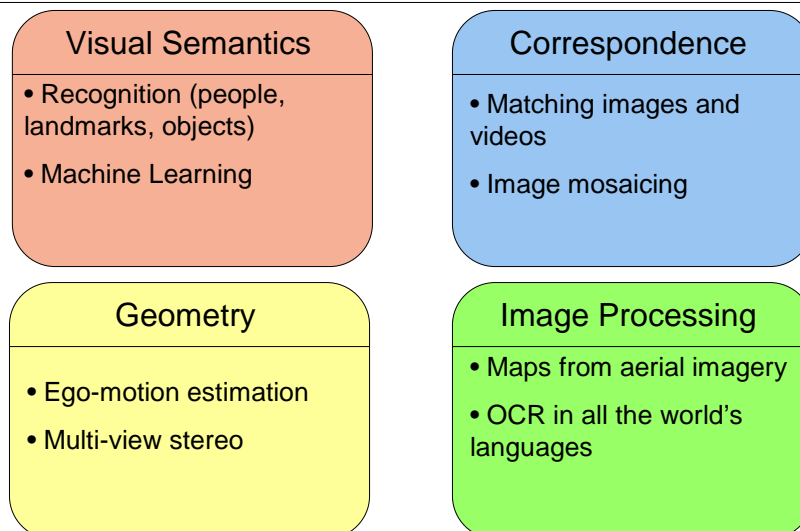 Visual Semantics
• Recognition (people,
landmarks, objects)
• Machine Learning
Correspondence
• Matching images and
videos
• Image mosaicing
Geometry
• Ego-motion estimation
• Multi-view stereo
Image Processing
• Maps from aerial imagery
• OCR in all the world's
languages